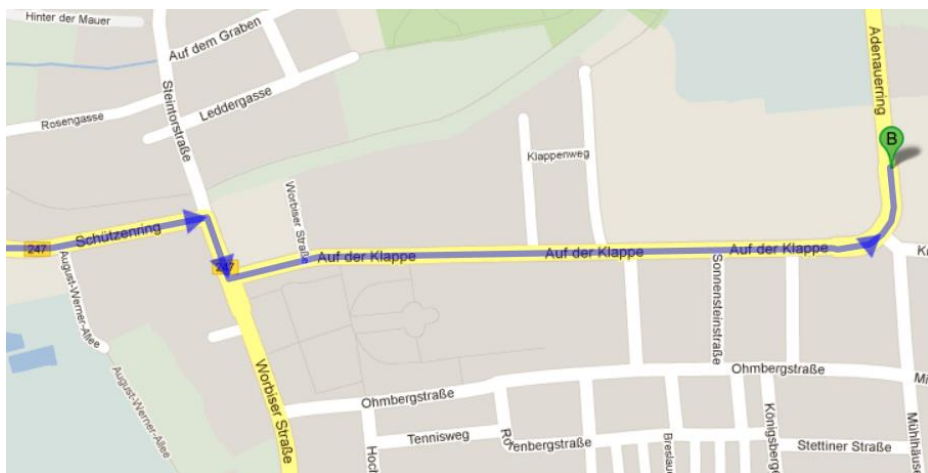 Hinter der Mauer
Auf dem Graben
Steintorstraße
Leddergasse
Rosengasse
Adenauerring
B
Klappenweg
Worbiser Straße
Schützenring
247
247
Auf der Klappe
Auf der Klappe
Auf der Klappe
August-Werner-Allee
August-Werner-Allee
Sonnensteinstraße
Worbiser Straße
Ohmbergstraße
Ohmbergstraße
Tennisweg
Stettiner Straße